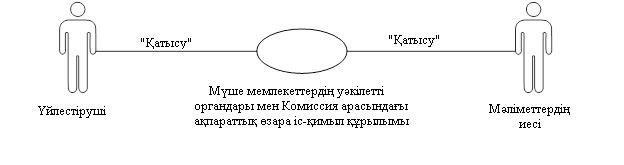 "Қатысу"
"Қатысу"
Үйлестіруші
Мүше мемлекеттердің уәкілетті
органдары мен Комиссия арасындағы
ақпараттық өзара іс-қимыл құрылымы
Мәліметтердің
иесі